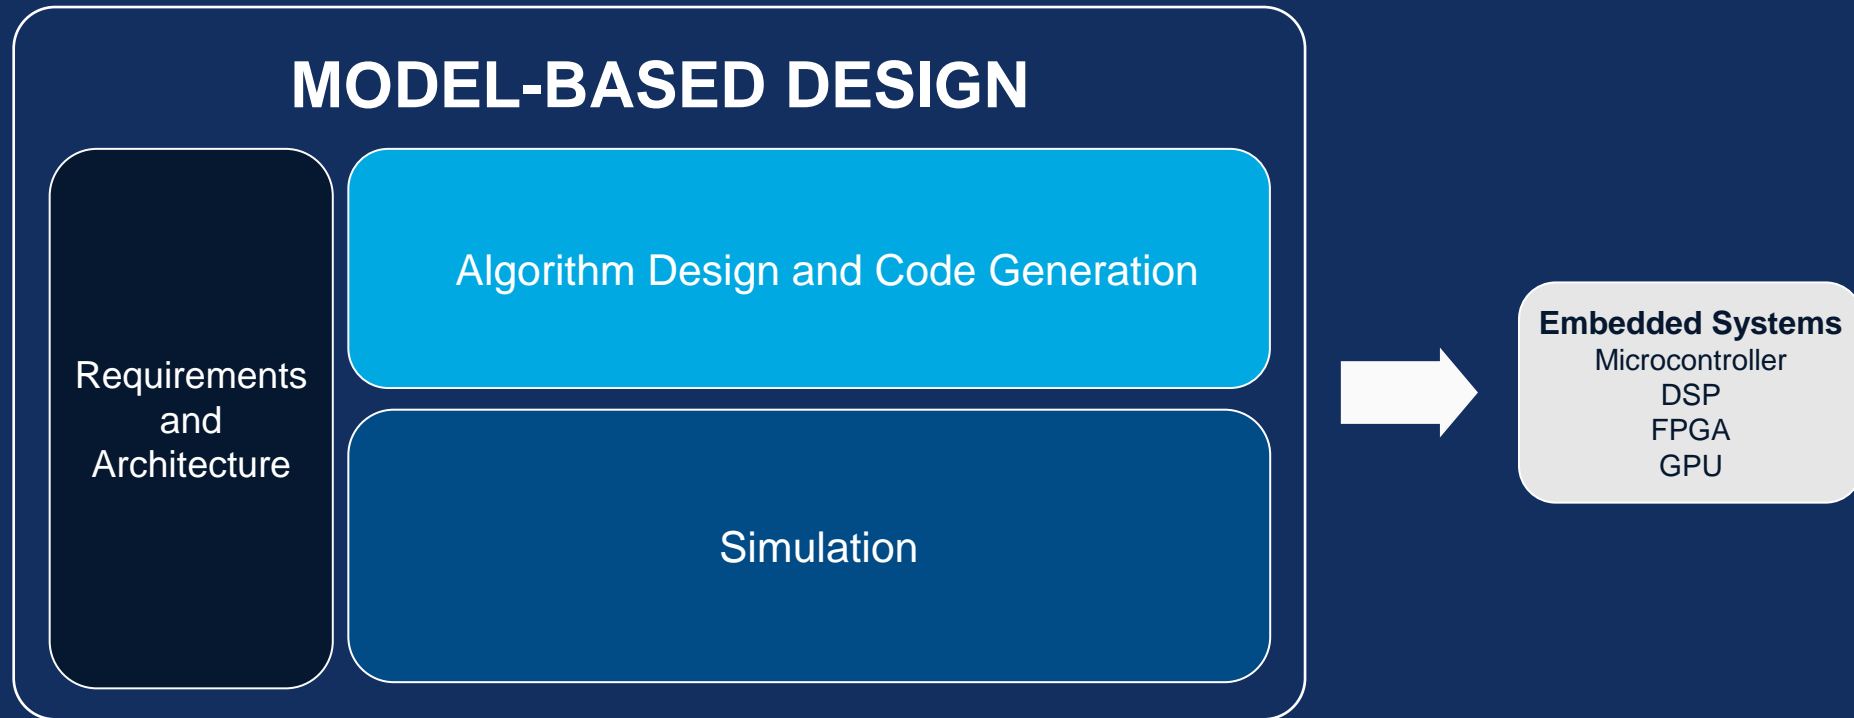 MODEL-BASED DESIGN
Requirements
and
Architecture
Algorithm Design and Code Generation
Simulation
Embedded Systems
Microcontroller
DSP
FPGA
GPU